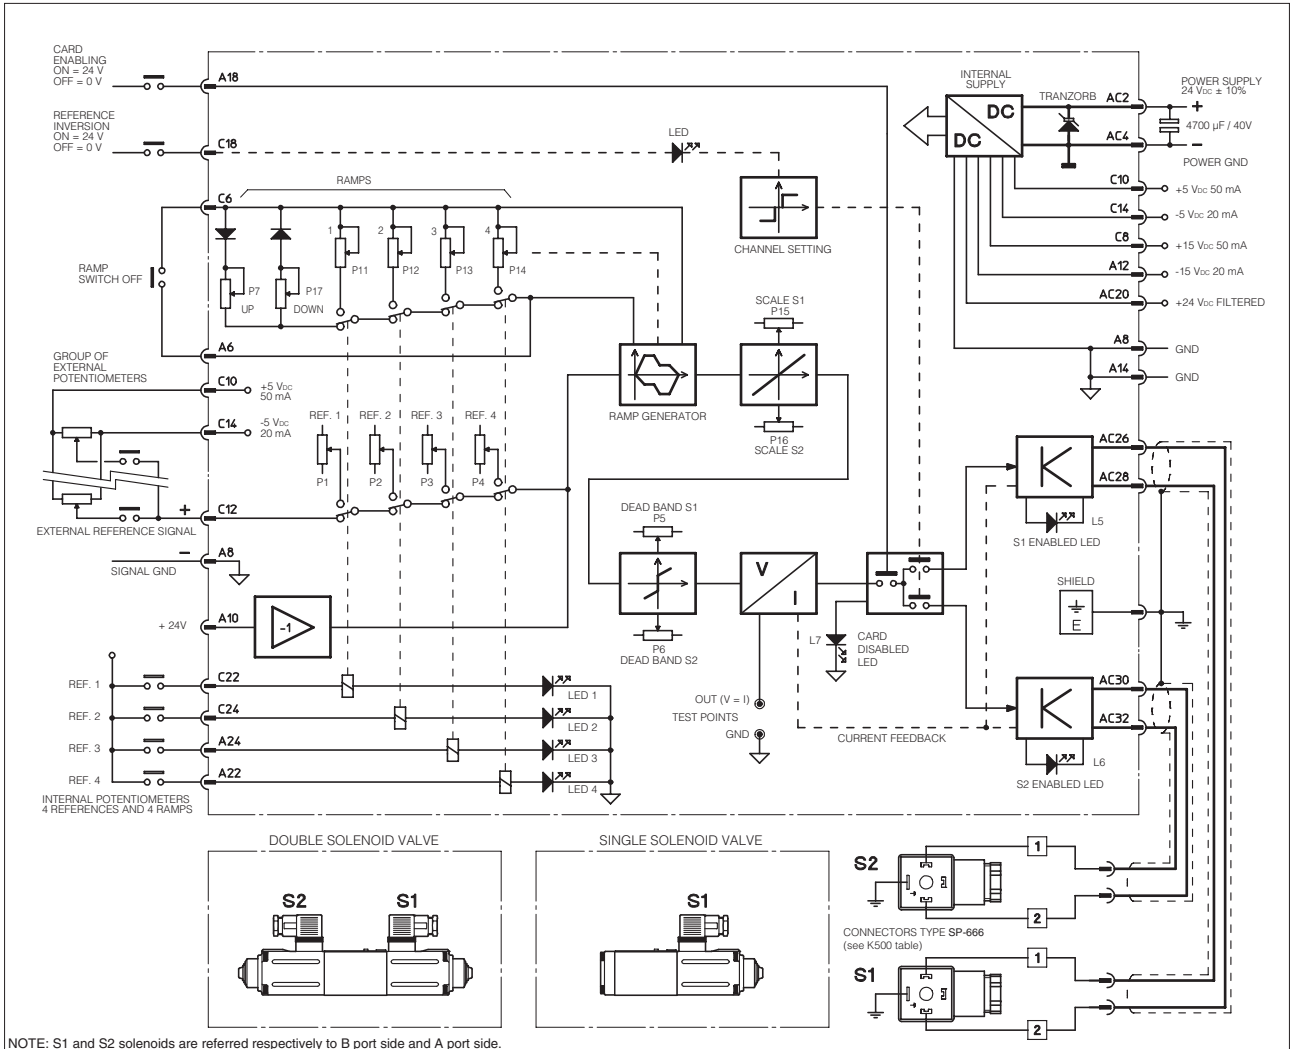 CARD
ENABLING
ON = 24 V
OFF = 0 V
A18
REFERENCE
INVERSION
ON = 24 V
OFF = 0 V
C18
LED
INTERNAL
SUPPLY
DC
DC
TRANZORB
AC2
AC4
POWER SUPPLY
24 VDC ± 10%
+
4700 µF / 40V
−
POWER GND
C10
+5 VDC 50 mA
C14
-5 VDC 20 mA
C8
+15 VDC 50 mA
A12
-15 VDC 20 mA
AC20
+24 VDC FILTERED
A8
GND
A14
GND
RAMPS
C6
1
2
3
4
P11
P12
P13
P14
P7
UP
P17
DOWN
RAMP
SWITCH OFF
A6
CHANNEL SETTING
SCALE S1
P15
P16
SCALE S2
RAMP GENERATOR
GROUP OF
EXTERNAL
POTENTIOMETERS
C10
+5 VDC
50 mA
C14
-5 VDC
20 mA
REF. 1
REF. 2
REF. 3
REF. 4
P1
P2
P3
P4
+
C12
EXTERNAL REFERENCE SIGNAL
−
A8
SIGNAL GND
+ 24V
A10
-1
DEAD BAND S1
P5
P6
DEAD BAND S2
V
I
L7
CARD
DISABLED
LED
AC26
AC28
K
L5
S1 ENABLED LED
SHIELD
E
AC30
AC32
K
L6
S2 ENABLED LED
OUT (V = I)
TEST POINTS
GND
CURRENT FEEDBACK
REF. 1
C22
LED 1
REF. 2
C24
LED 2
REF. 3
A24
LED 3
REF. 4
A22
LED 4
INTERNAL POTENTIOMETERS
4 REFERENCES AND 4 RAMPS
DOUBLE SOLENOID VALVE
S2
S1
SINGLE SOLENOID VALVE
S1
S2
1
2
CONNECTORS TYPE SP-666
(see K500 table)
S1
1
2
NOTE: S1 and S2 solenoids are referred respectively to B port side and A port side.